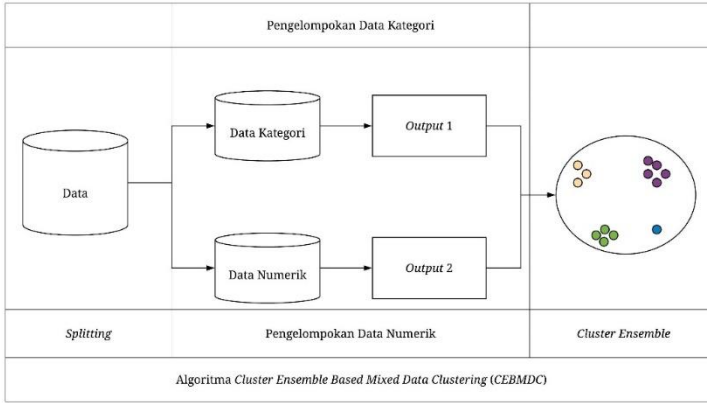 Pengelompokan Data Kategori
Data
Data Kategori
Output 1
Data Numerik
Output 2
Splitting
Pengelompokan Data Numerik
Cluster Ensemble
Algoritma Cluster Ensemble Based Mixed Data Clustering (CEBMDC)